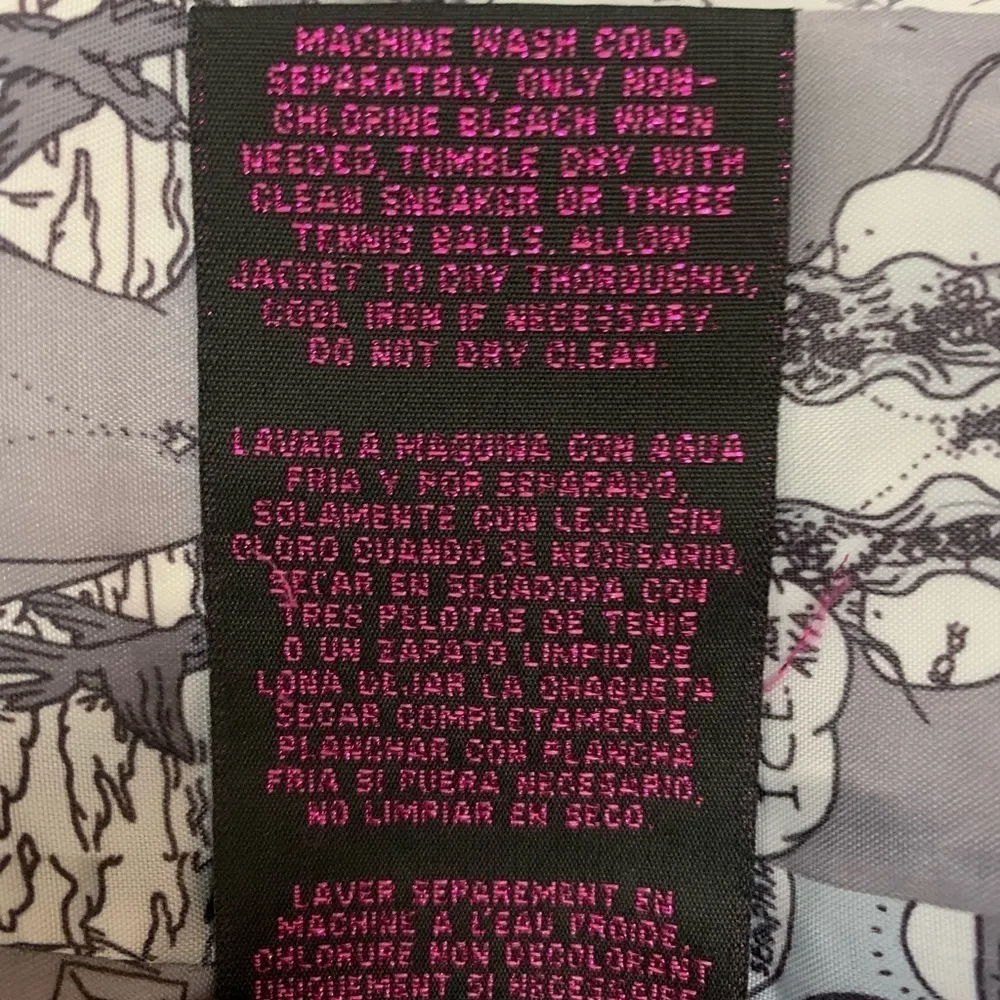 MACHINE WASH COLD
SEPARATELY, ONLY NON-
CHLORINE BLEACH WHEN
NEEDED, TUMBLE DRY WITH
CLEAN SNEAKER OR THREE
TENNIS BALLS. ALLOW
JACKET TO DRY THOROUGHLY,
COOL IRON IF NECESSARY.
DO NOT DRY CLEAN.
LAVAR A MAQUINA CON AGUA
FRIA Y POR SEPARADO,
SOLAMENTE CON LEJIA SIN
CLORO CUANDO SE NECESARIO,
SECAR EN SECADORA CON
TRES PELOTAS DE TENIS
O UN ZAPATO LIMPIO DE
LONA DEJAR LA CHAQUETA
SECAR COMPLETAMENTE,
PLANCHAR CON PLANCHA
FRIA SI FUERA NECESARIO,
NO LIMPIAR EN SECO.
LAVER SEPAREMENT EN
MACHINE A L'EAU FROIDE,
CHLORURE NON DECOLORANT
UNIQUEMENT SI NECESSAIRE